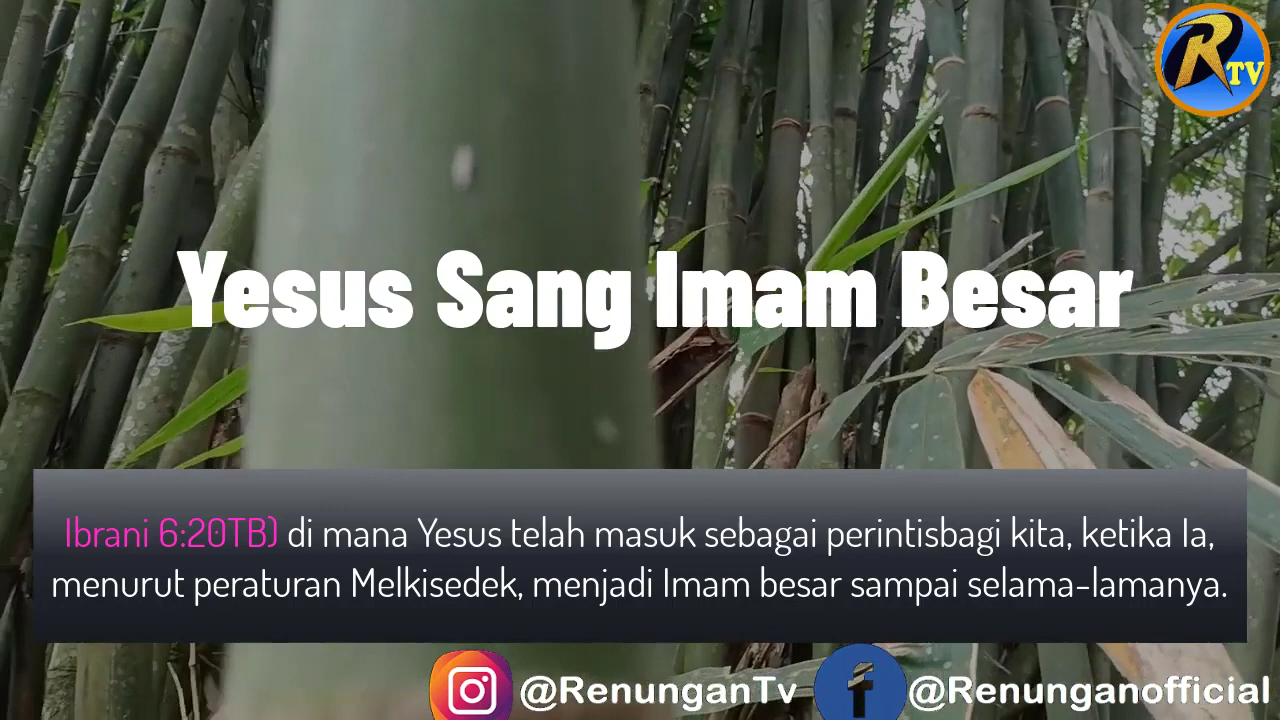 R TV
Yesus Sang Imam Besar
Ibrani 6:20TB) di mana Yesus telah masuk sebagai perintisbagi kita, ketika Ia,
menurut peraturan Melkisedek, menjadi Imam besar sampai selama-lamanya.
@RenunganTv @Renunganofficial